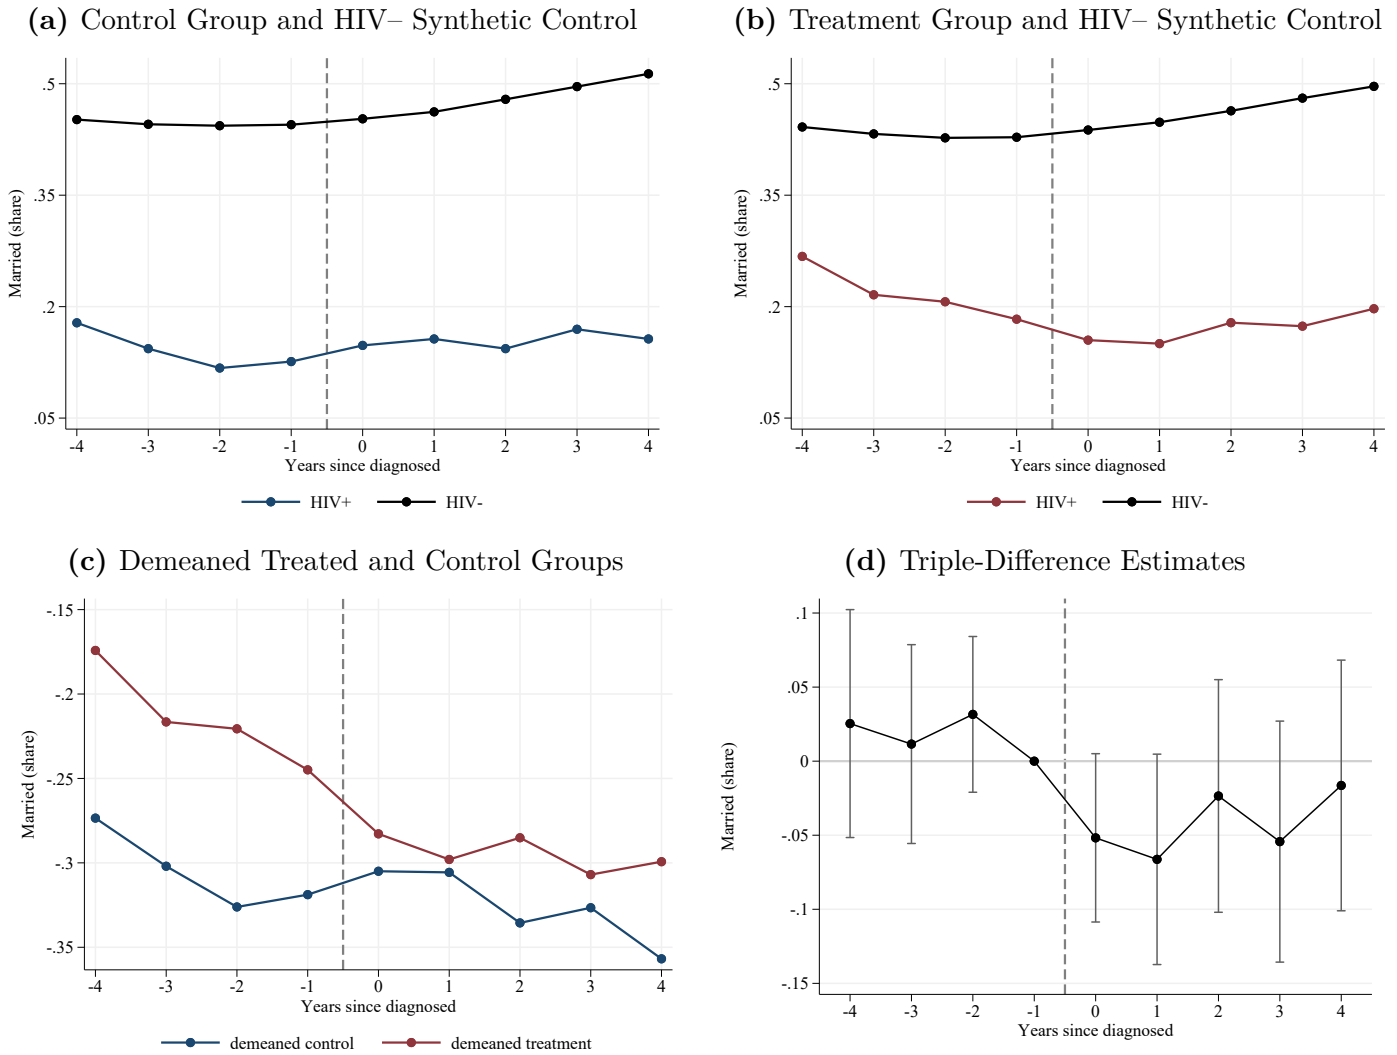 (a) Control Group and HIV– Synthetic Control
.5
.35
.2
.05
Married (share)
-4 -3 -2 -1 0 1 2 3 4
Years since diagnosed
HIV+ HIV-
(b) Treatment Group and HIV– Synthetic Control
.5
.35
.2
.05
Married (share)
-4 -3 -2 -1 0 1 2 3 4
Years since diagnosed
HIV+ HIV-
(c) Demeaned Treated and Control Groups
-.15
-.2
-.25
-.3
-.35
Married (share)
-4 -3 -2 -1 0 1 2 3 4
Years since diagnosed
demeaned control demeaned treatment
(d) Triple-Difference Estimates
.1
.05
0
-.05
-.1
-.15
Married (share)
-4 -3 -2 -1 0 1 2 3 4
Years since diagnosed